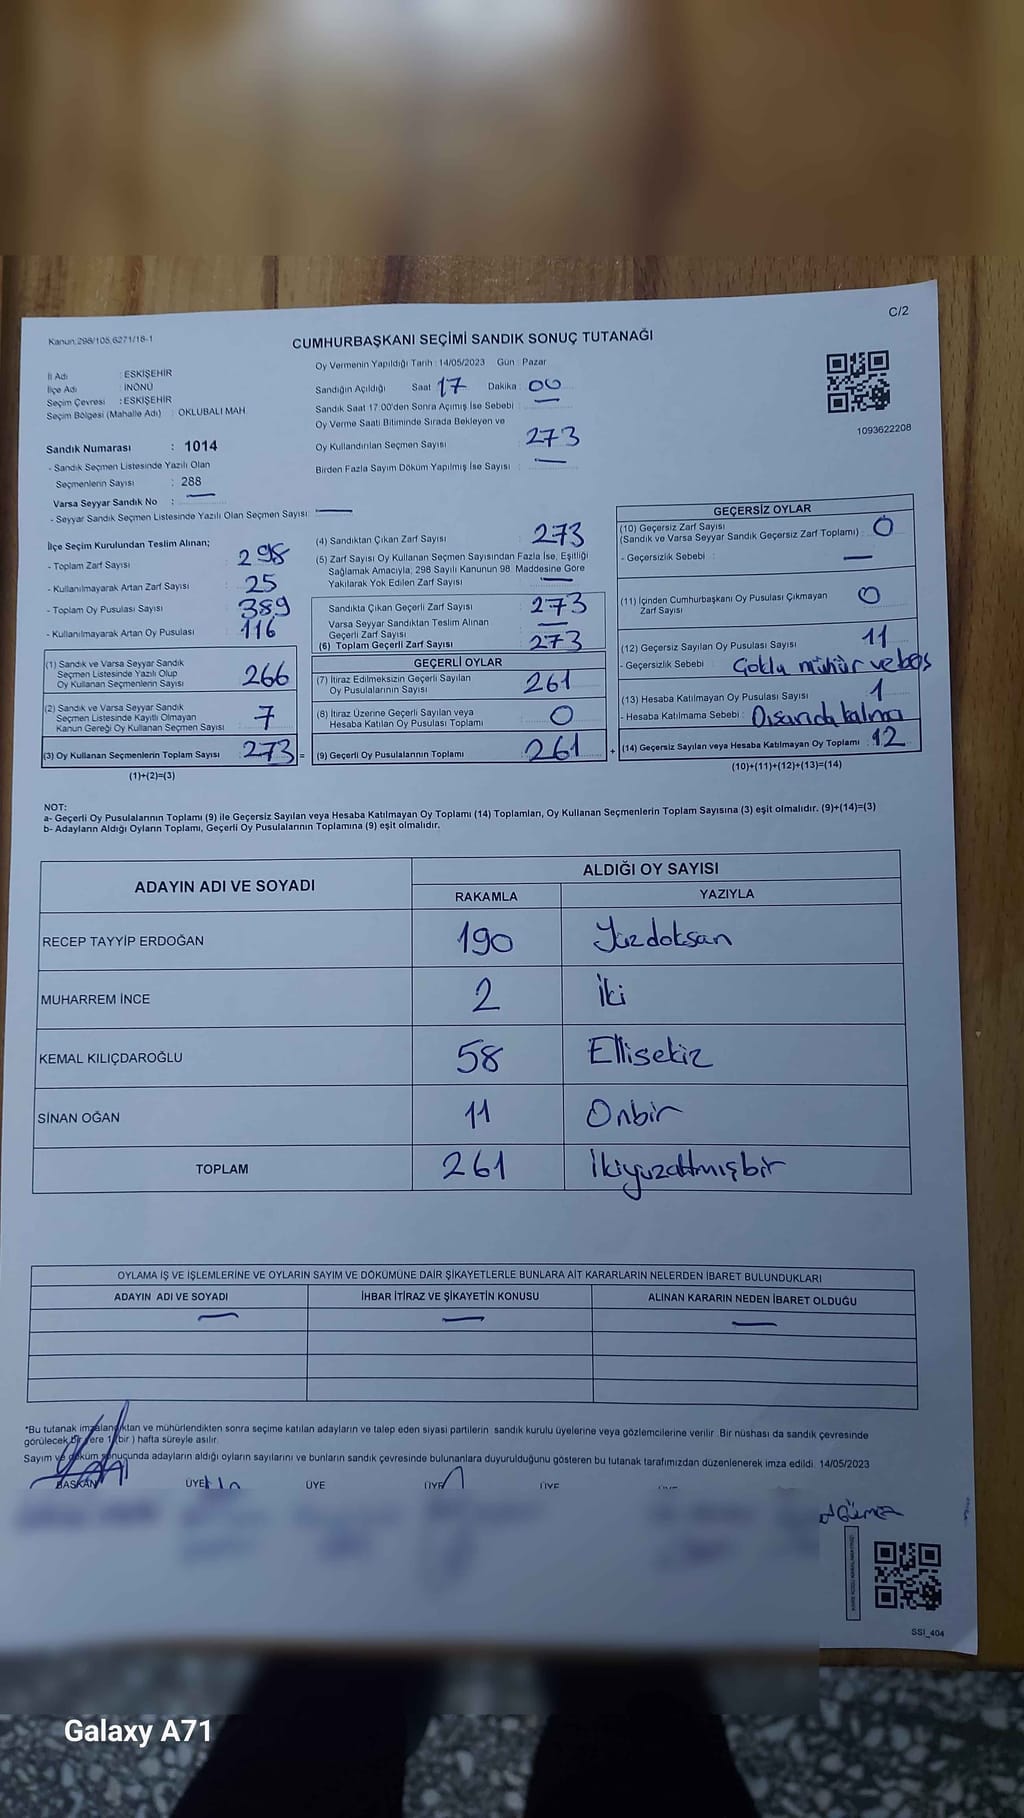 C/2
Kanun.298/105,6271/16-1
CUMHURBAŞKANI SEÇİMİ SANDIK SONUÇ TUTANAĞI
İl Adı : ESKİŞEHİR
İlçe Adı : İNÖNÜ
Seçim Çevresi : ESKİŞEHİR
Seçim Bölgesi (Mahalle Adı) : OKLUBALI MAH.
Sandık Numarası : 1014
- Sandık Seçmen Listesinde Yazılı Olan
Seçmenlerin Sayısı : 288
Varsa Seyyar Sandık No :
- Seyyar Sandık Seçmen Listesinde Yazılı Olan Seçmen Sayısı:
Oy Vermenin Yapıldığı Tarih : 14/05/2023 Gün : Pazar
Sandığın Açıldığı Saat 17 Dakika : 00
Sandık Saat 17.00'den Sonra Açımış İse Sebebi :
Oy Verme Saati Bitiminde Sırada Bekleyen ve
Oy Kullandırılan Seçmen Sayısı : 273
Birden Fazla Sayım Döküm Yapılmış İse Sayısı :
1093622208
İlçe Seçim Kurulundan Teslim Alınan;
- Toplam Zarf Sayısı : 298
- Kullanılmayarak Artan Zarf Sayısı : 25
- Toplam Oy Pusulası Sayısı : 389
- Kullanılmayarak Artan Oy Pusulası : 116
(1) Sandık ve Varsa Seyyar Sandık
Seçmen Listesinde Yazılı Olup
Oy Kullanan Seçmenlerin Sayısı : 266
(2) Sandık ve Varsa Seyyar Sandık
Seçmen Listesinde Kayıtlı Olmayan
Kanun Gereği Oy Kullanan Seçmen Sayısı : 7
(3) Oy Kullanan Seçmenlerin Toplam Sayısı : 273 =
(1)+(2)=(3)
(4) Sandıktan Çıkan Zarf Sayısı : 273
(5) Zarf Sayısı Oy Kullanan Seçmen Sayısından Fazla İse, Eşitliği
Sağlamak Amacıyla; 298 Sayılı Kanunun 98. Maddesine Göre
Yakılarak Yok Edilen Zarf Sayısı :
Sandıkta Çıkan Geçerli Zarf Sayısı : 273
Varsa Seyyar Sandıktan Teslim Alınan
Geçerli Zarf Sayısı :
(6) Toplam Geçerli Zarf Sayısı : 273
GEÇERLİ OYLAR
(7) İtiraz Edilmeksizin Geçerli Sayılan
Oy Pusulalarının Sayısı : 261
(8) İtiraz Üzerine Geçerli Sayılan veya
Hesaba Katılan Oy Pusulası Toplamı : 0
(9) Geçerli Oy Pusulalarının Toplamı : 261 +
GEÇERSİZ OYLAR
(10) Geçersiz Zarf Sayısı
(Sandık ve Varsa Seyyar Sandık Geçersiz Zarf Toplamı) : 0
- Geçersizlik Sebebi :
(11) İçinden Cumhurbaşkanı Oy Pusulası Çıkmayan
Zarf Sayısı : 0
(12) Geçersiz Sayılan Oy Pusulası Sayısı : 11
- Geçersizlik Sebebi : Çoklu mühür ve boş
(13) Hesaba Katılmayan Oy Pusulası Sayısı : 1
- Hesaba Katılmama Sebebi : Dısarıda kalma
(14) Geçersiz Sayılan veya Hesaba Katılmayan Oy Toplamı : 12
(10)+(11)+(12)+(13)=(14)
NOT:
a- Geçerli Oy Pusulalarının Toplamı (9) ile Geçersiz Sayılan veya Hesaba Katılmayan Oy Toplamı (14) Toplamları, Oy Kullanan Seçmenlerin Toplam Sayısına (3) eşit olmalıdır. (9)+(14)=(3)
b- Adayların Aldığı Oyların Toplamı, Geçerli Oy Pusulalarının Toplamına (9) eşit olmalıdır.
ADAYIN ADI VE SOYADI ALDIĞI OY SAYISI
RAKAMLA YAZIYLA
RECEP TAYYİP ERDOĞAN 190 Yüzdoksan
MUHARREM İNCE 2 İki
KEMAL KILIÇDAROĞLU 58 Ellisekiz
SİNAN OĞAN 11 Onbir
TOPLAM 261 İkiyüzaltmışbir
OYLAMA İŞ VE İŞLEMLERİNE VE OYLARIN SAYIM VE DÖKÜMÜNE DAİR ŞİKAYETLERLE BUNLARA AİT KARARLARIN NELERDEN İBARET BULUNDUKLARI
ADAYIN ADI VE SOYADI İHBAR İTİRAZ VE ŞİKAYETİN KONUSU ALINAN KARARIN NEDEN İBARET OLDUĞU
*Bu tutanak imzalandıktan ve mühürlendikten sonra seçime katılan adayların ve talep eden siyasi partilerin sandık kurulu üyelerine veya gözlemcilerine verilir. Bir nüshası da sandık çevresinde
görülecek bir yere 1 (bir) hafta süreyle asılır.
Sayım ve döküm sonucunda adayların aldığı oyların sayılarını ve bunların sandık çevresinde bulunanlara duyurulduğunu gösteren bu tutanak tarafımızdan düzenlenerek imza edildi. 14/05/2023
BAŞKAN ÜYE ÜYE ÜYE ÜYE
SSI_404
Galaxy A71